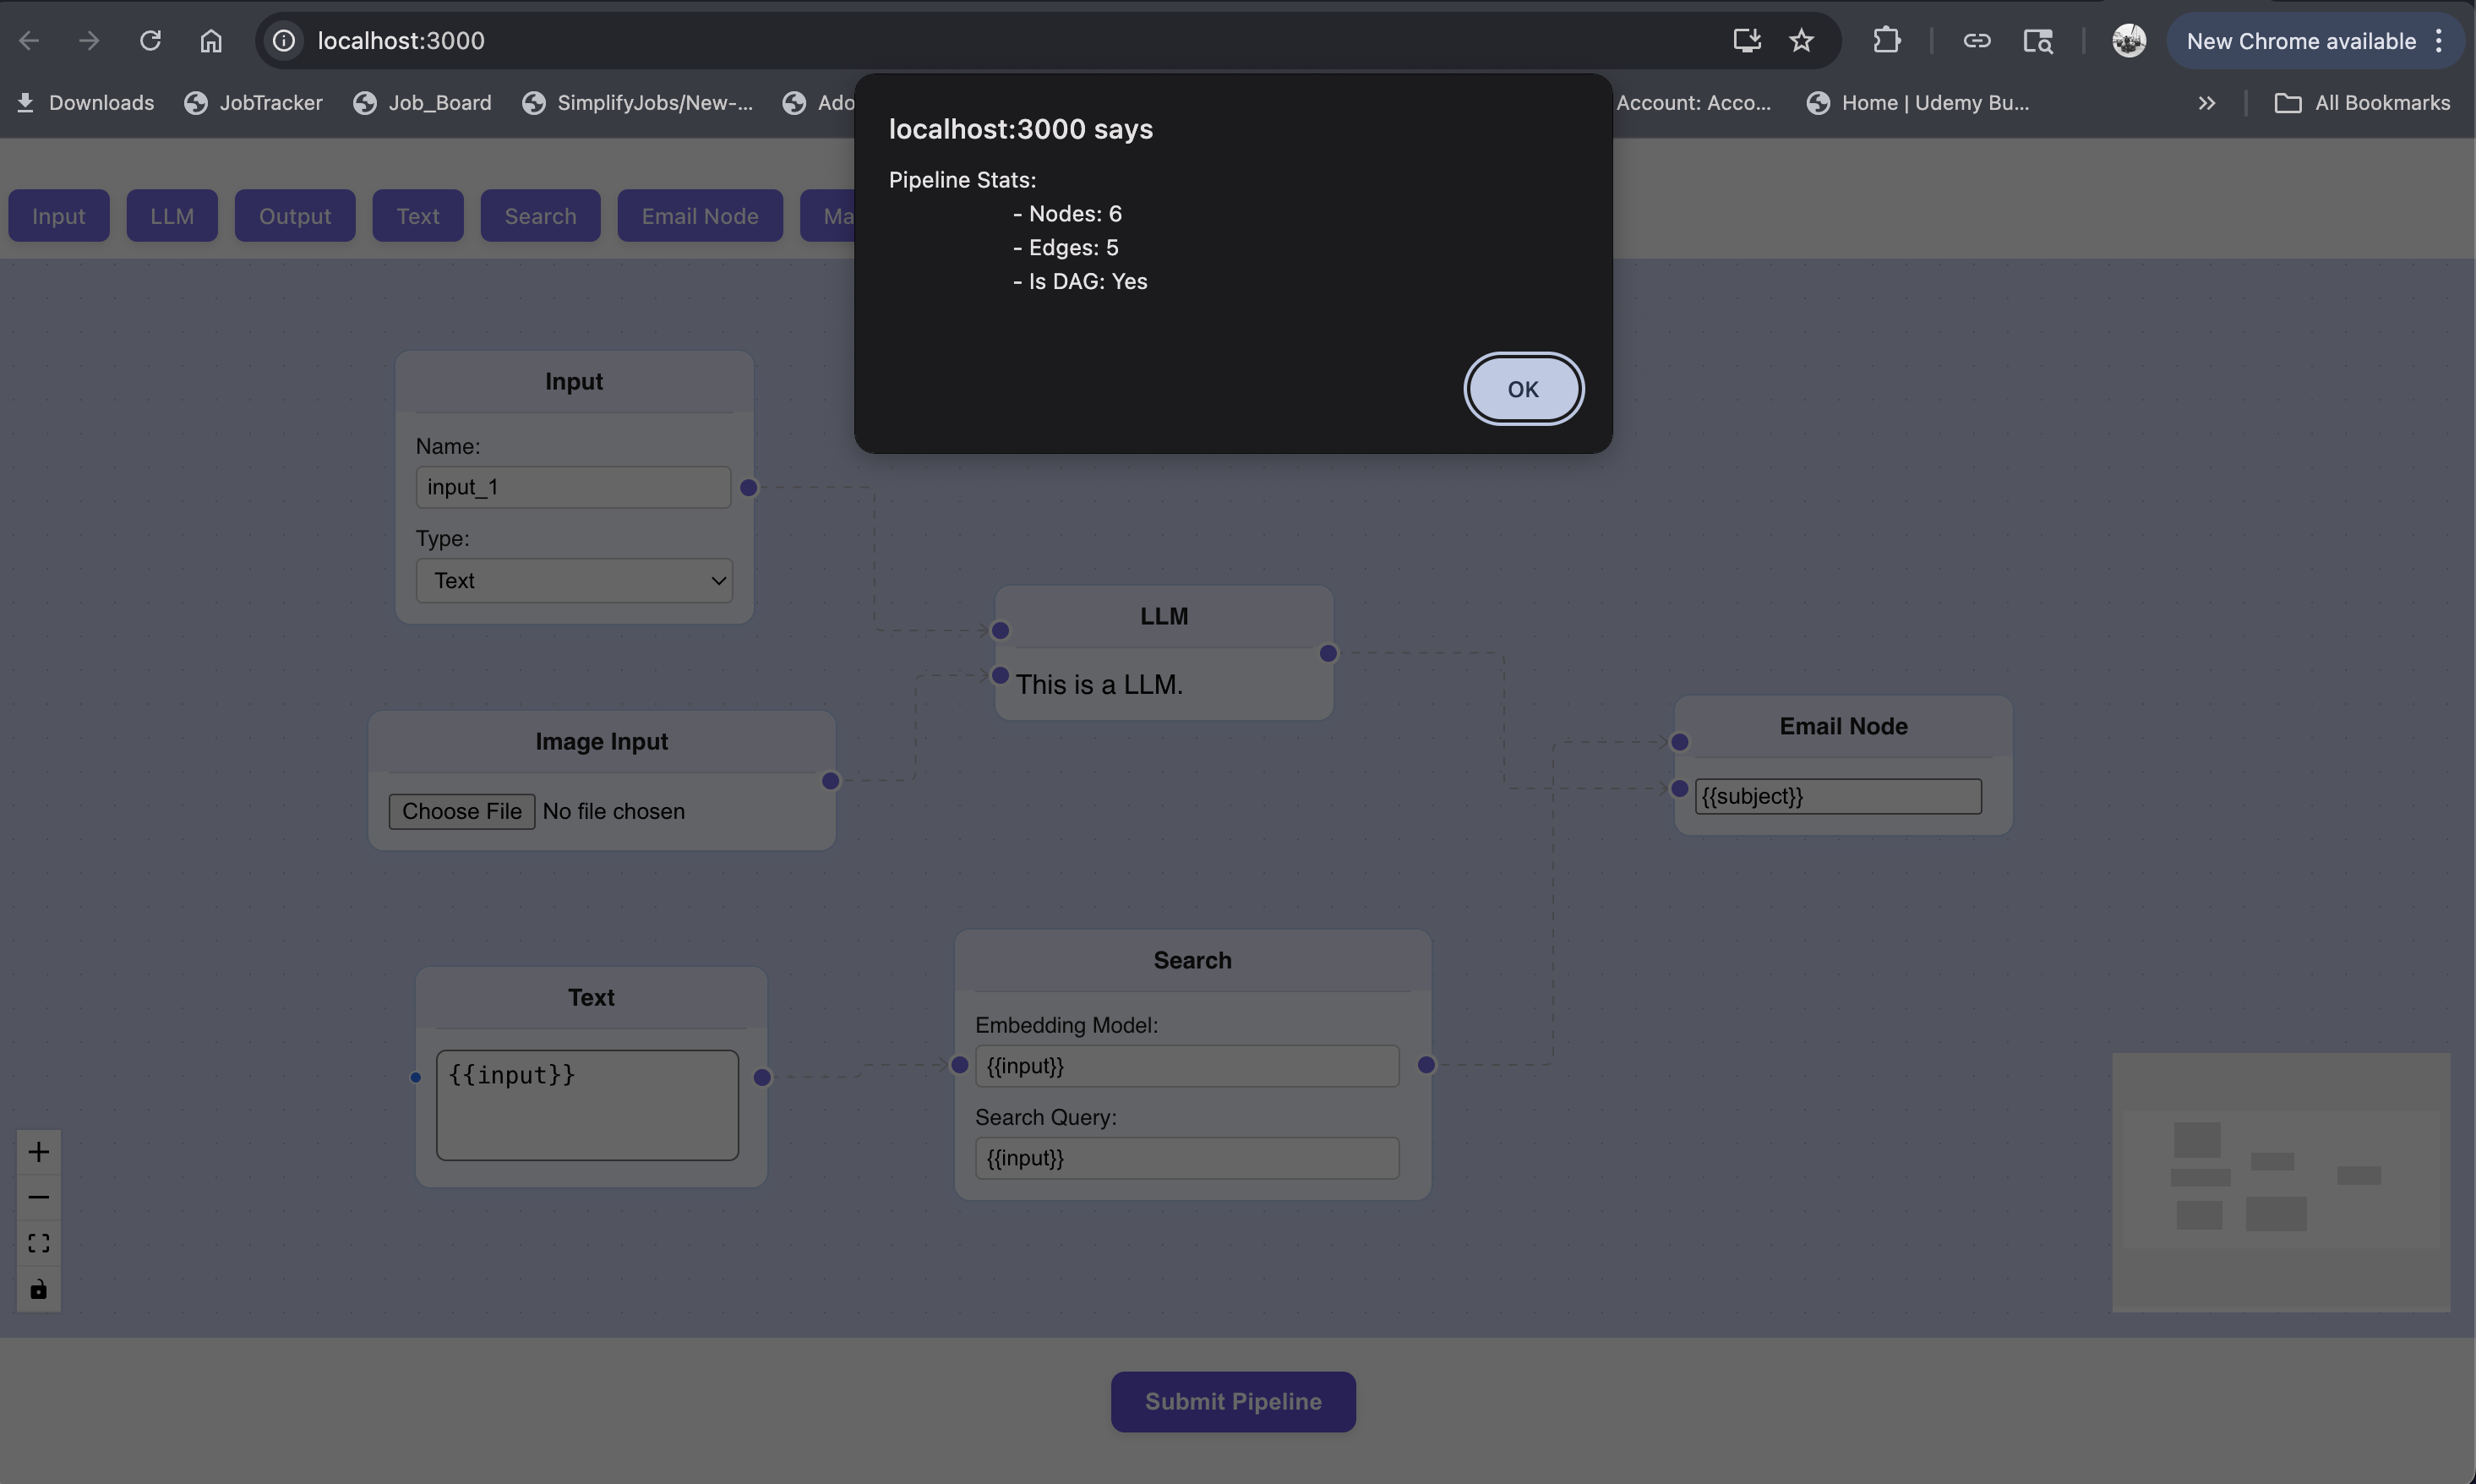 localhost:3000
New Chrome available
Downloads
JobTracker
Job_Board
SimplifyJobs/New-...
Ado
Account: Acco...
Home | Udemy Bu...
All Bookmarks
localhost:3000 says
Pipeline Stats:
- Nodes: 6
- Edges: 5
- Is DAG: Yes
OK
Input
LLM
Output
Text
Search
Email Node
Ma
Input
Name:
input_1
Type:
Text
LLM
This is a LLM.
Image Input
Choose File No file chosen
Email Node
{{subject}}
Text
{{input}}
Search
Embedding Model:
{{input}}
Search Query:
{{input}}
Submit Pipeline